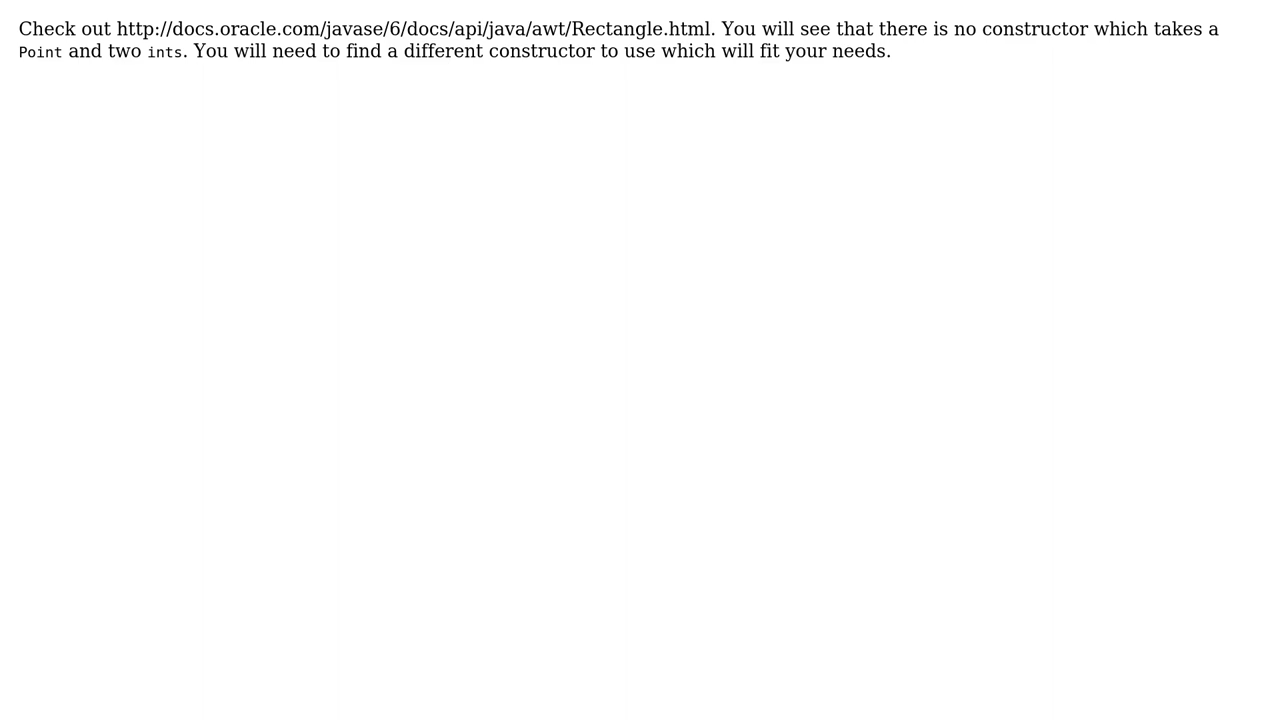 Check out http://docs.oracle.com/javase/6/docs/api/java/awt/Rectangle.html. You will see that there is no constructor which takes a
Point and two ints. You will need to find a different constructor to use which will fit your needs.